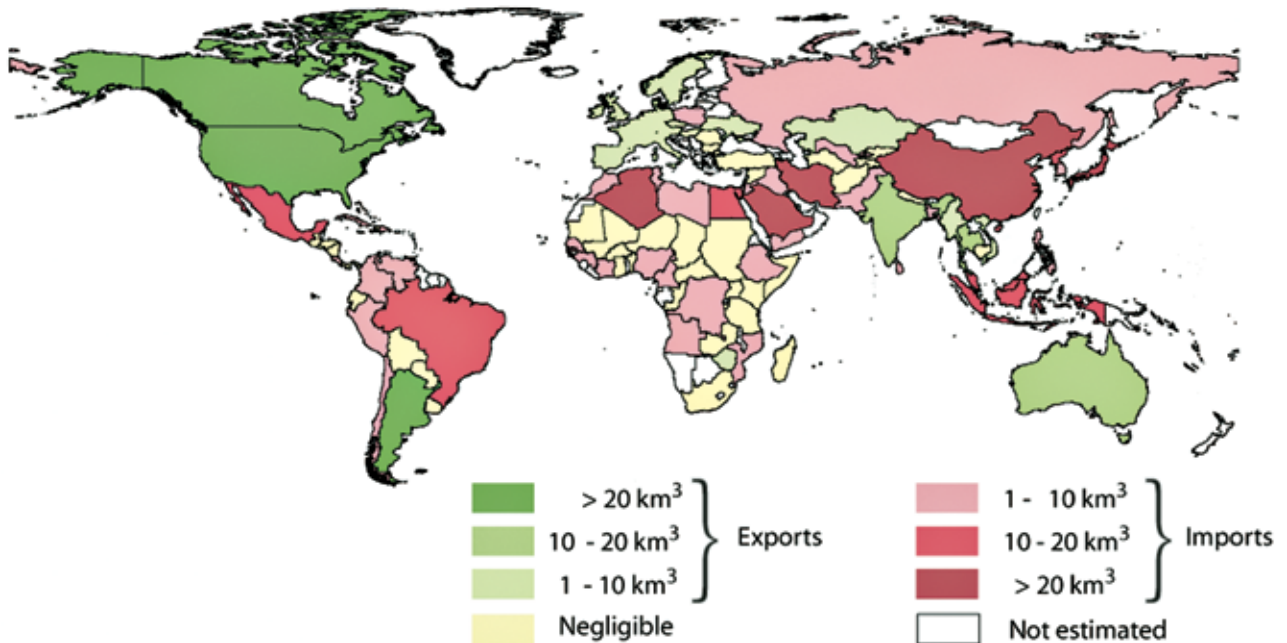 > 20 km³
10 - 20 km³
1 - 10 km³
Exports
Negligible
1 - 10 km³
10 - 20 km³
> 20 km³
Imports
Not estimated